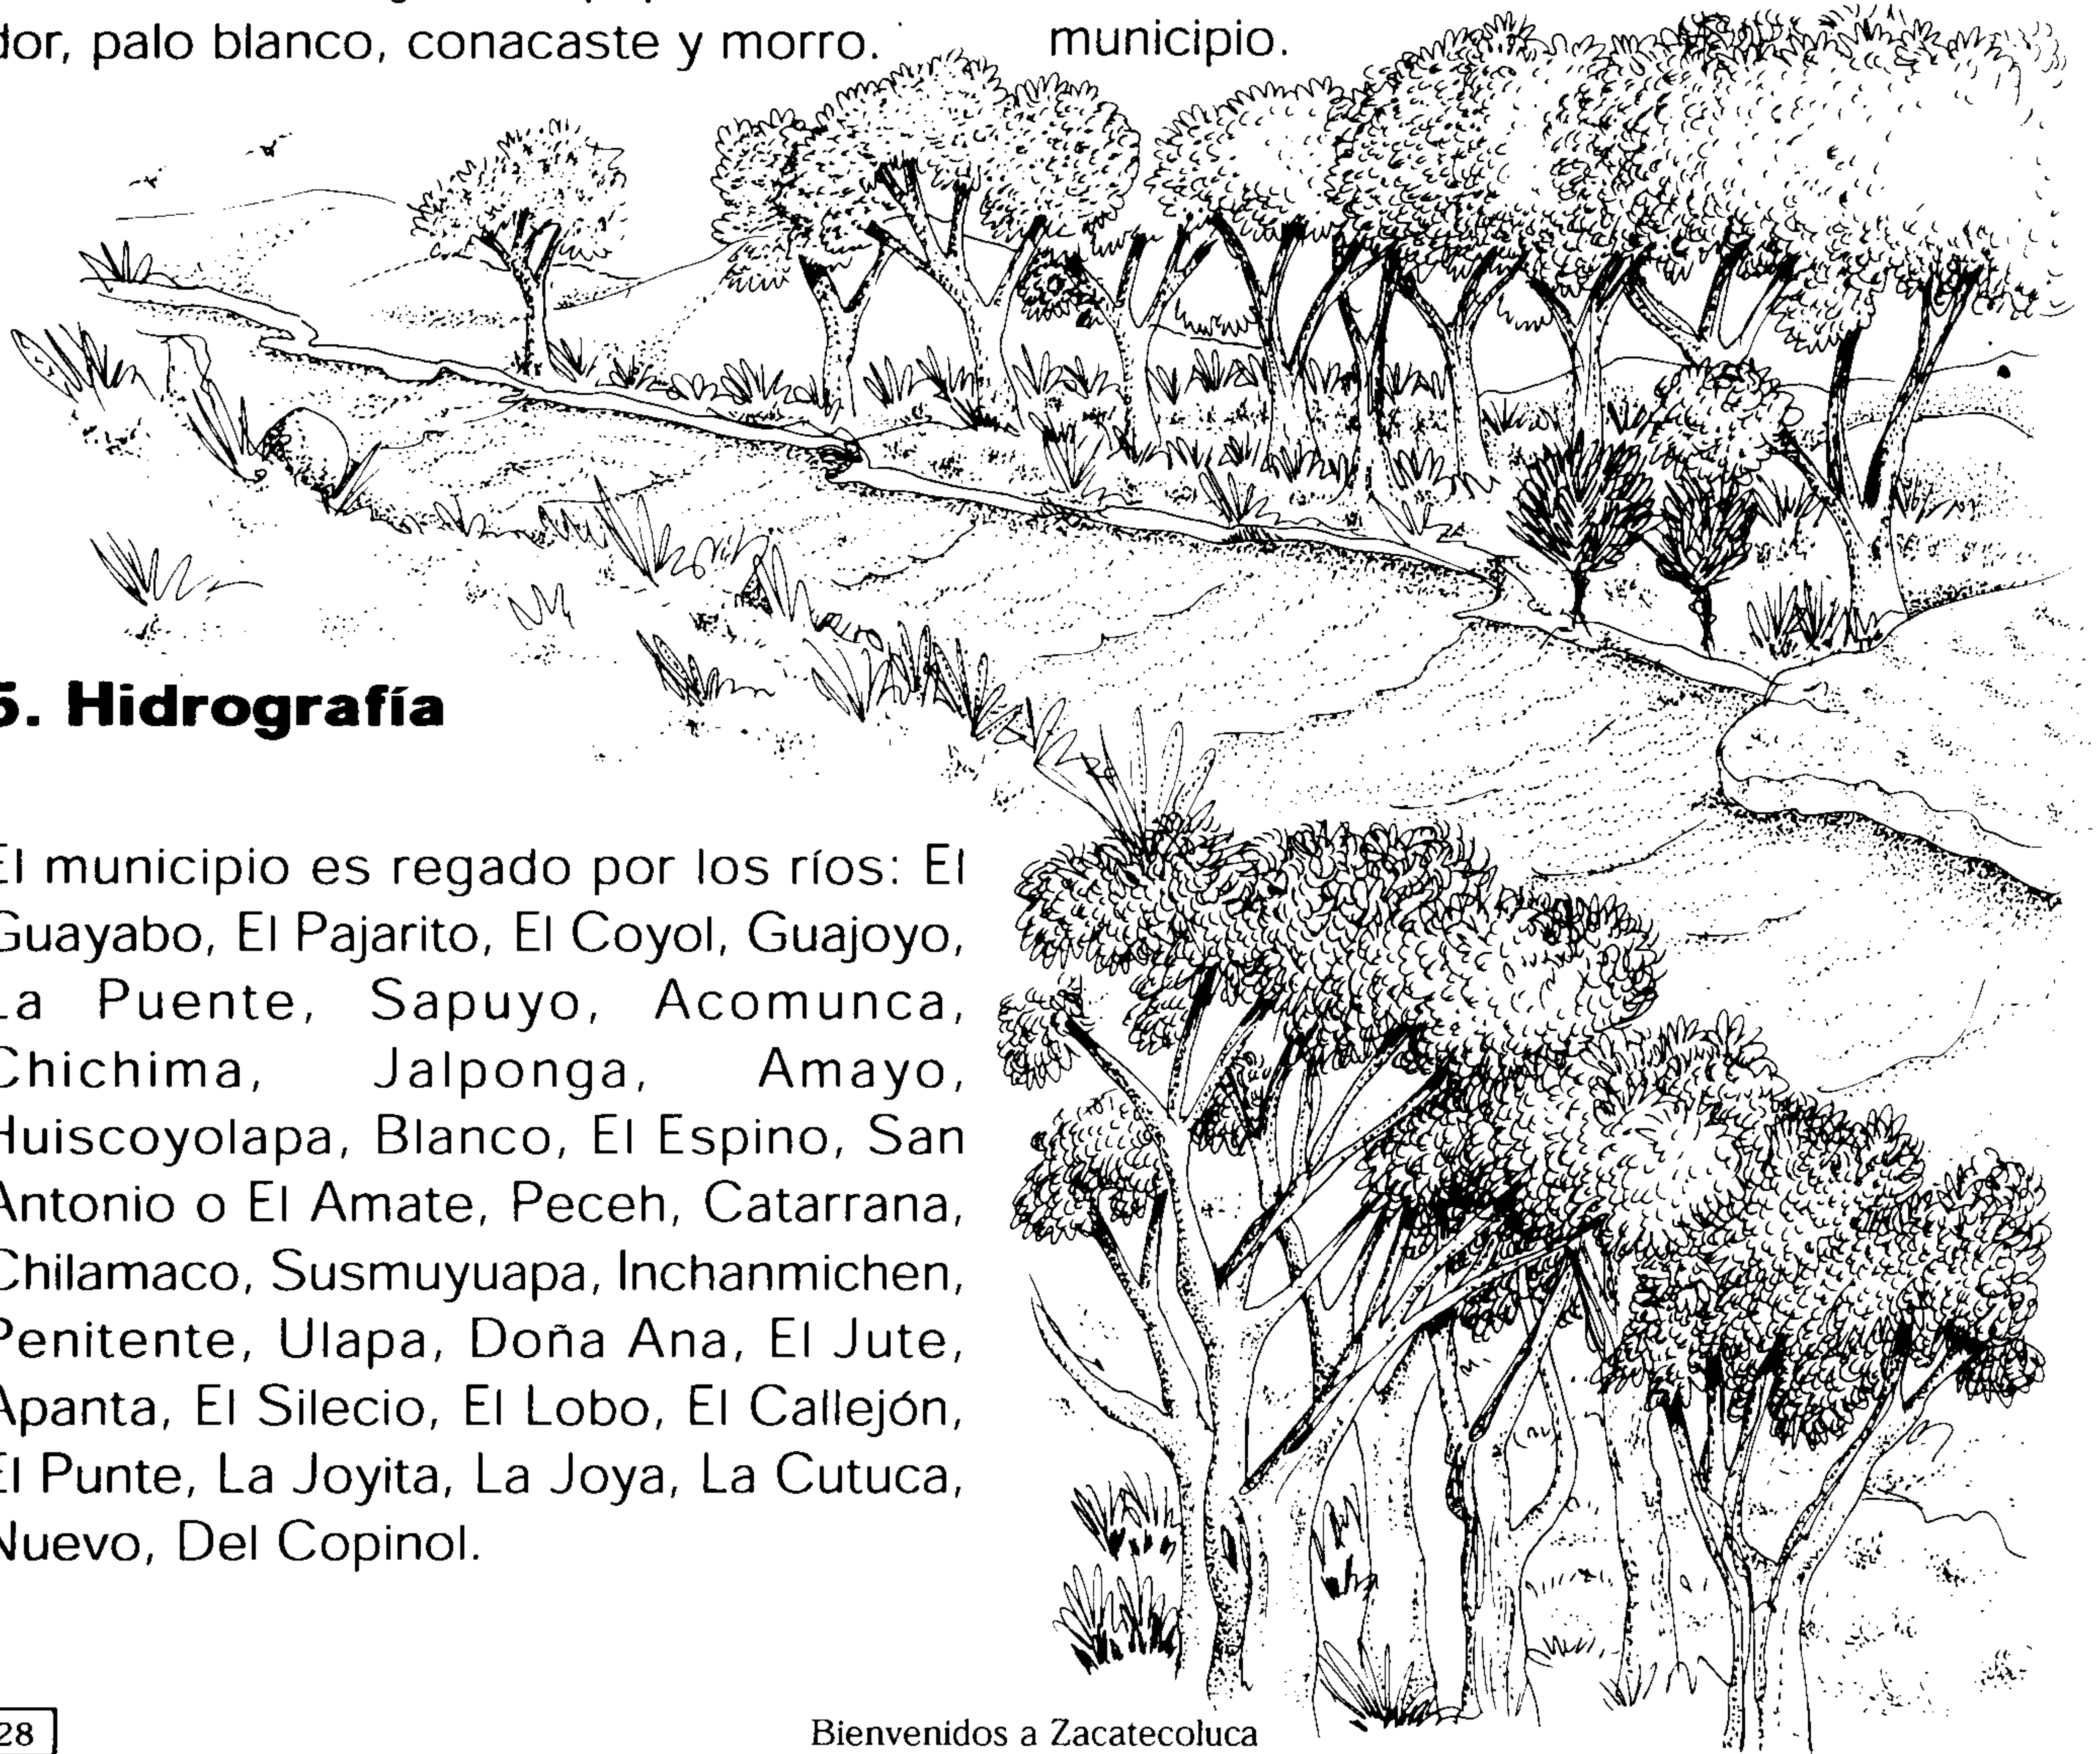 dor, palo blanco, conacaste y morro.
municipio.
5. Hidrografía
El municipio es regado por los ríos: El
Guayabo, El Pajarito, El Coyol, Guajoyo,
La Puente, Sapuyo, Acomunca,
Chichima, Jalponga, Amayo,
Huiscoyolapa, Blanco, El Espino, San
Antonio o El Amate, Peceh, Catarrana,
Chilamaco, Susmuyuapa, Inchanmichen,
Penitente, Ulapa, Doña Ana, El Jute,
Apanta, El Silecio, El Lobo, El Callejón,
El Punte, La Joyita, La Joya, La Cutuca,
Nuevo, Del Copinol.
28
Bienvenidos a Zacatecoluca